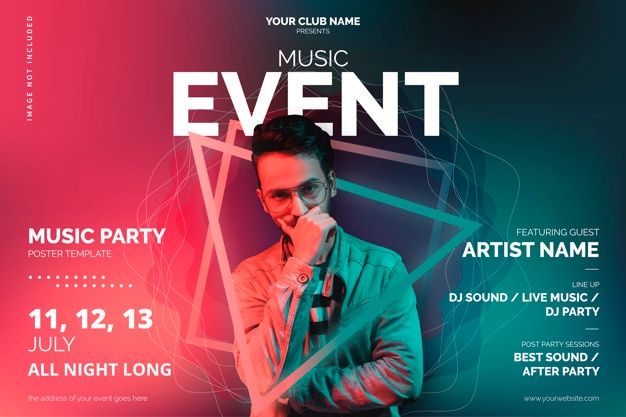 IMAGE NOT INCLUDED
YOUR CLUB NAME
PRESENTS
MUSIC
EVENT
MUSIC PARTY
POSTER TEMPLATE
11, 12, 13
JULY
ALL NIGHT LONG
the address of your event goes here
FEATURING GUEST
ARTIST NAME
LINE UP
DJ SOUND / LIVE MUSIC /
DJ PARTY
POST PARTY SESSIONS
BEST SOUND /
AFTER PARTY
www.yourwebsite.com